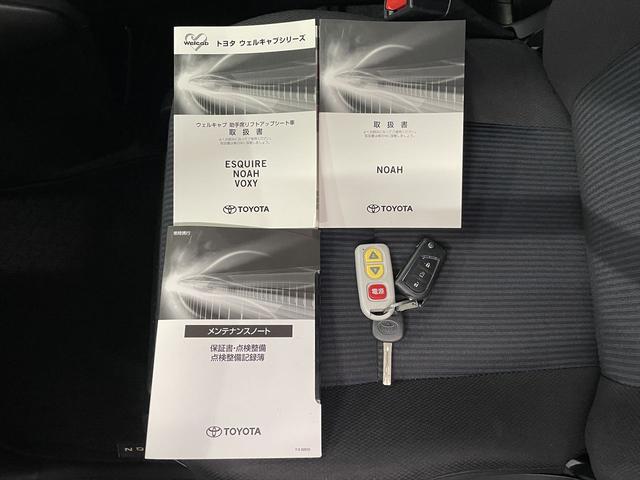 Welcab トヨタ ウェルキャブシリーズ
ウェルキャブ 助手席リフトアップシート車
取扱書
ESQUIRE
NOAH
VOXY
TOYOTA
取扱書
NOAH
TOYOTA
メンテナンスノート
保証書・点検整備
点検整備記録簿
TOYOTA
電源